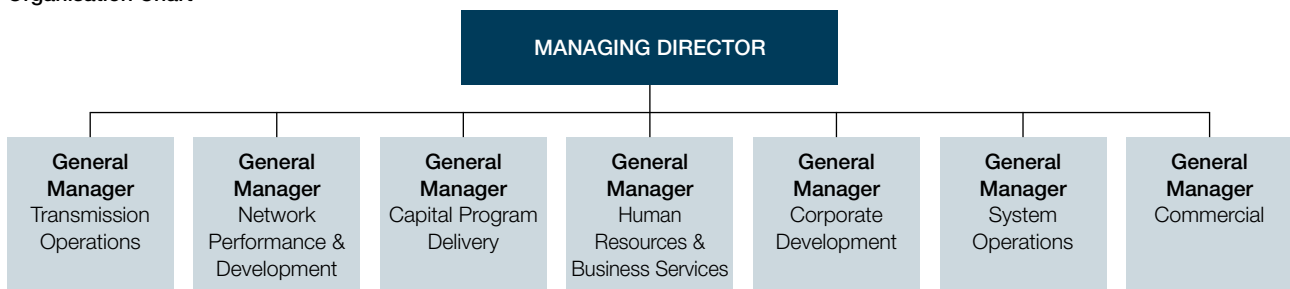 Organisation Chart
MANAGING DIRECTOR
General
Manager
Transmission
Operations
General
Manager
Network
Performance &
Development
General
Manager
Capital Program
Delivery
General
Manager
Human
Resources &
Business Services
General
Manager
Corporate
Development
General
Manager
System
Operations
General
Manager
Commercial